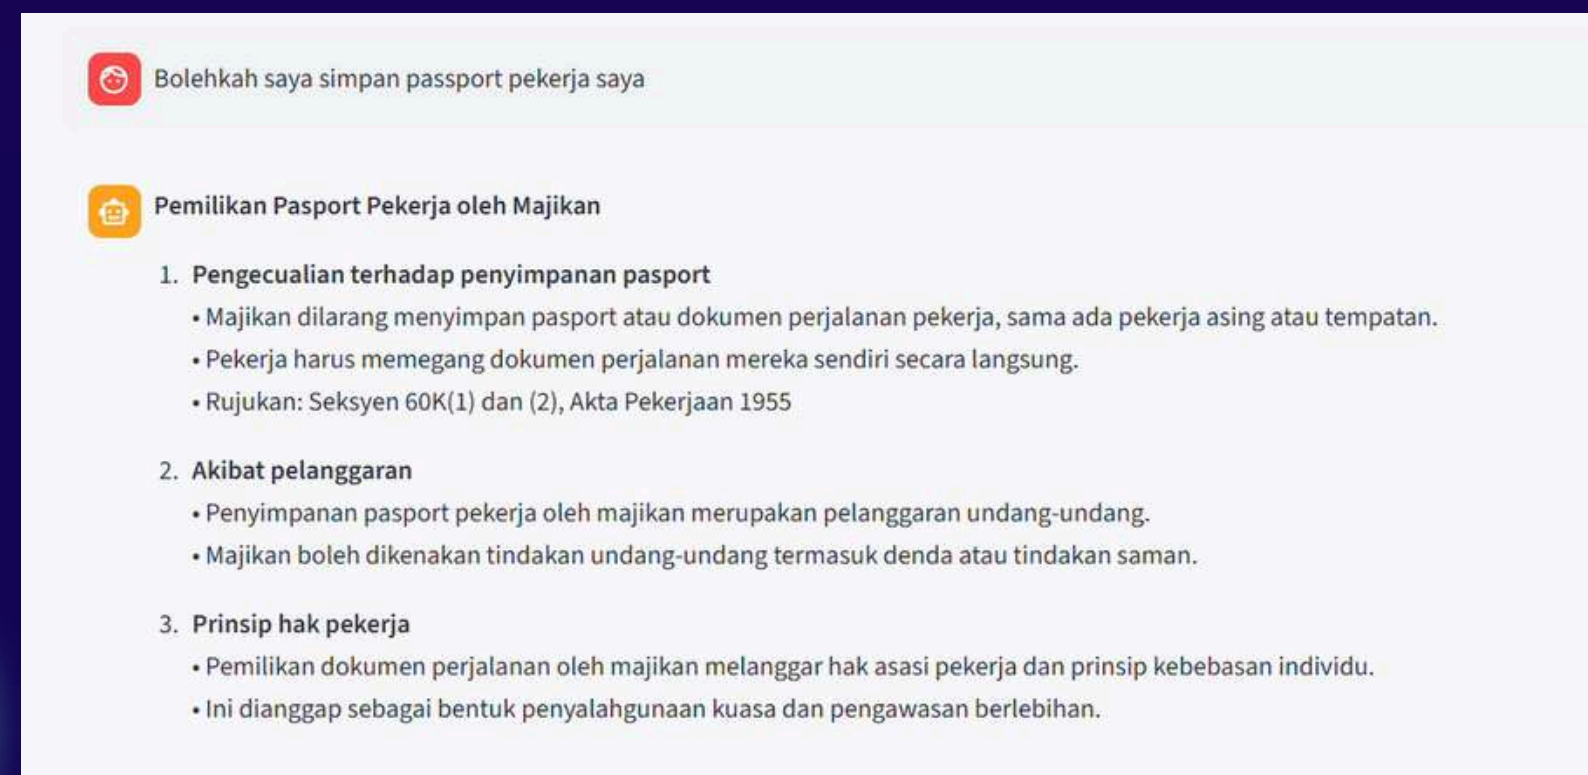 Bolehkah saya simpan passport pekerja saya
Pemilikan Pasport Pekerja oleh Majikan
1. Pengecualian terhadap penyimpanan pasport
• Majikan dilarang menyimpan pasport atau dokumen perjalanan pekerja, sama ada pekerja asing atau tempatan.
• Pekerja harus memegang dokumen perjalanan mereka sendiri secara langsung.
• Rujukan: Seksyen 60K(1) dan (2), Akta Pekerjaan 1955
2. Akibat pelanggaran
• Penyimpanan pasport pekerja oleh majikan merupakan pelanggaran undang-undang.
• Majikan boleh dikenakan tindakan undang-undang termasuk denda atau tindakan saman.
3. Prinsip hak pekerja
• Pemilikan dokumen perjalanan oleh majikan melanggar hak asasi pekerja dan prinsip kebebasan individu.
• Ini dianggap sebagai bentuk penyalahgunaan kuasa dan pengawasan berlebihan.